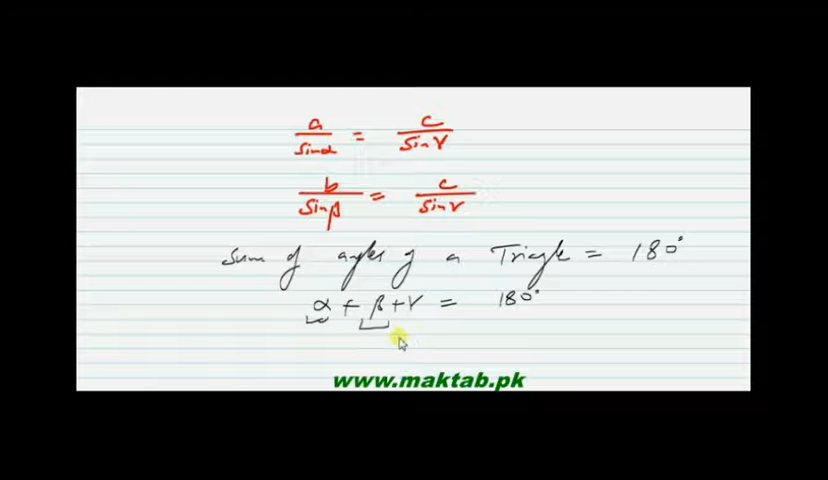 a/sinα = c/sinγ
b/sinβ = c/sinγ
Sum of angles of a Triangle = 180°
α + β + γ = 180°
www.maktab.pk